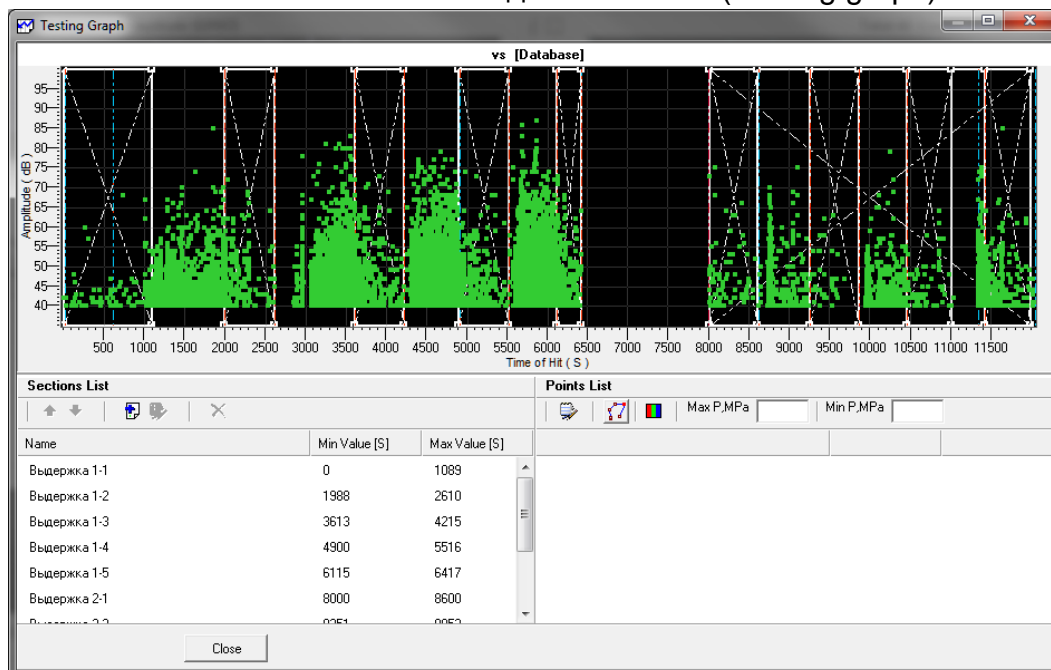 Testing Graph
vs [Database]
Amplitude ( dB )
95
90
85
80
75
70
65
60
55
50
45
40
500 1000 1500 2000 2500 3000 3500 4000 4500 5000 5500 6000 6500 7000 7500 8000 8500 9000 9500 10000 10500 11000 11500
Time of Hit ( S )
Sections List Points List
Max P,MPa Min P,MPa
Name Min Value [S] Max Value [S]
Выдержка 1-1 0 1089
Выдержка 1-2 1988 2610
Выдержка 1-3 3613 4215
Выдержка 1-4 4900 5516
Выдержка 1-5 6115 6417
Выдержка 2-1 8000 8600
Close